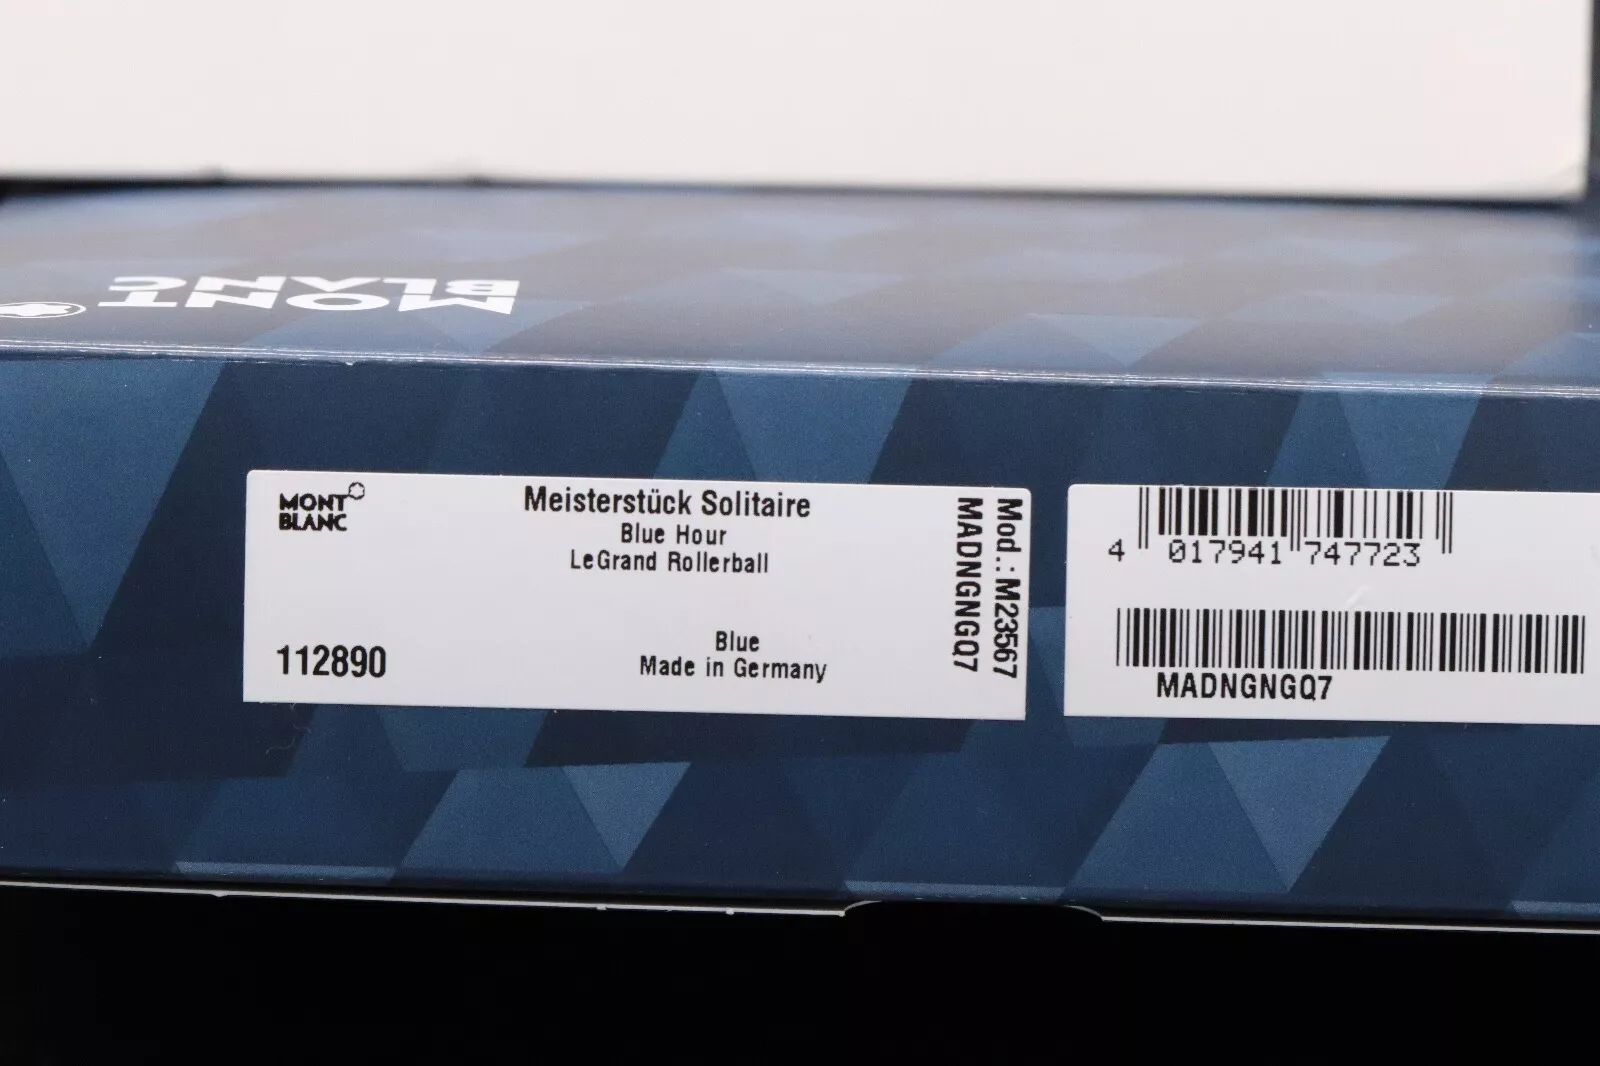 MONT
BLANC
MONT
BLANC
Meisterstück Solitaire
Blue Hour
LeGrand Rollerball
112890
Blue
Made in Germany
Mod.: M23567
MADNGNGQ7
4 017941 747723
MADNGNGQ7